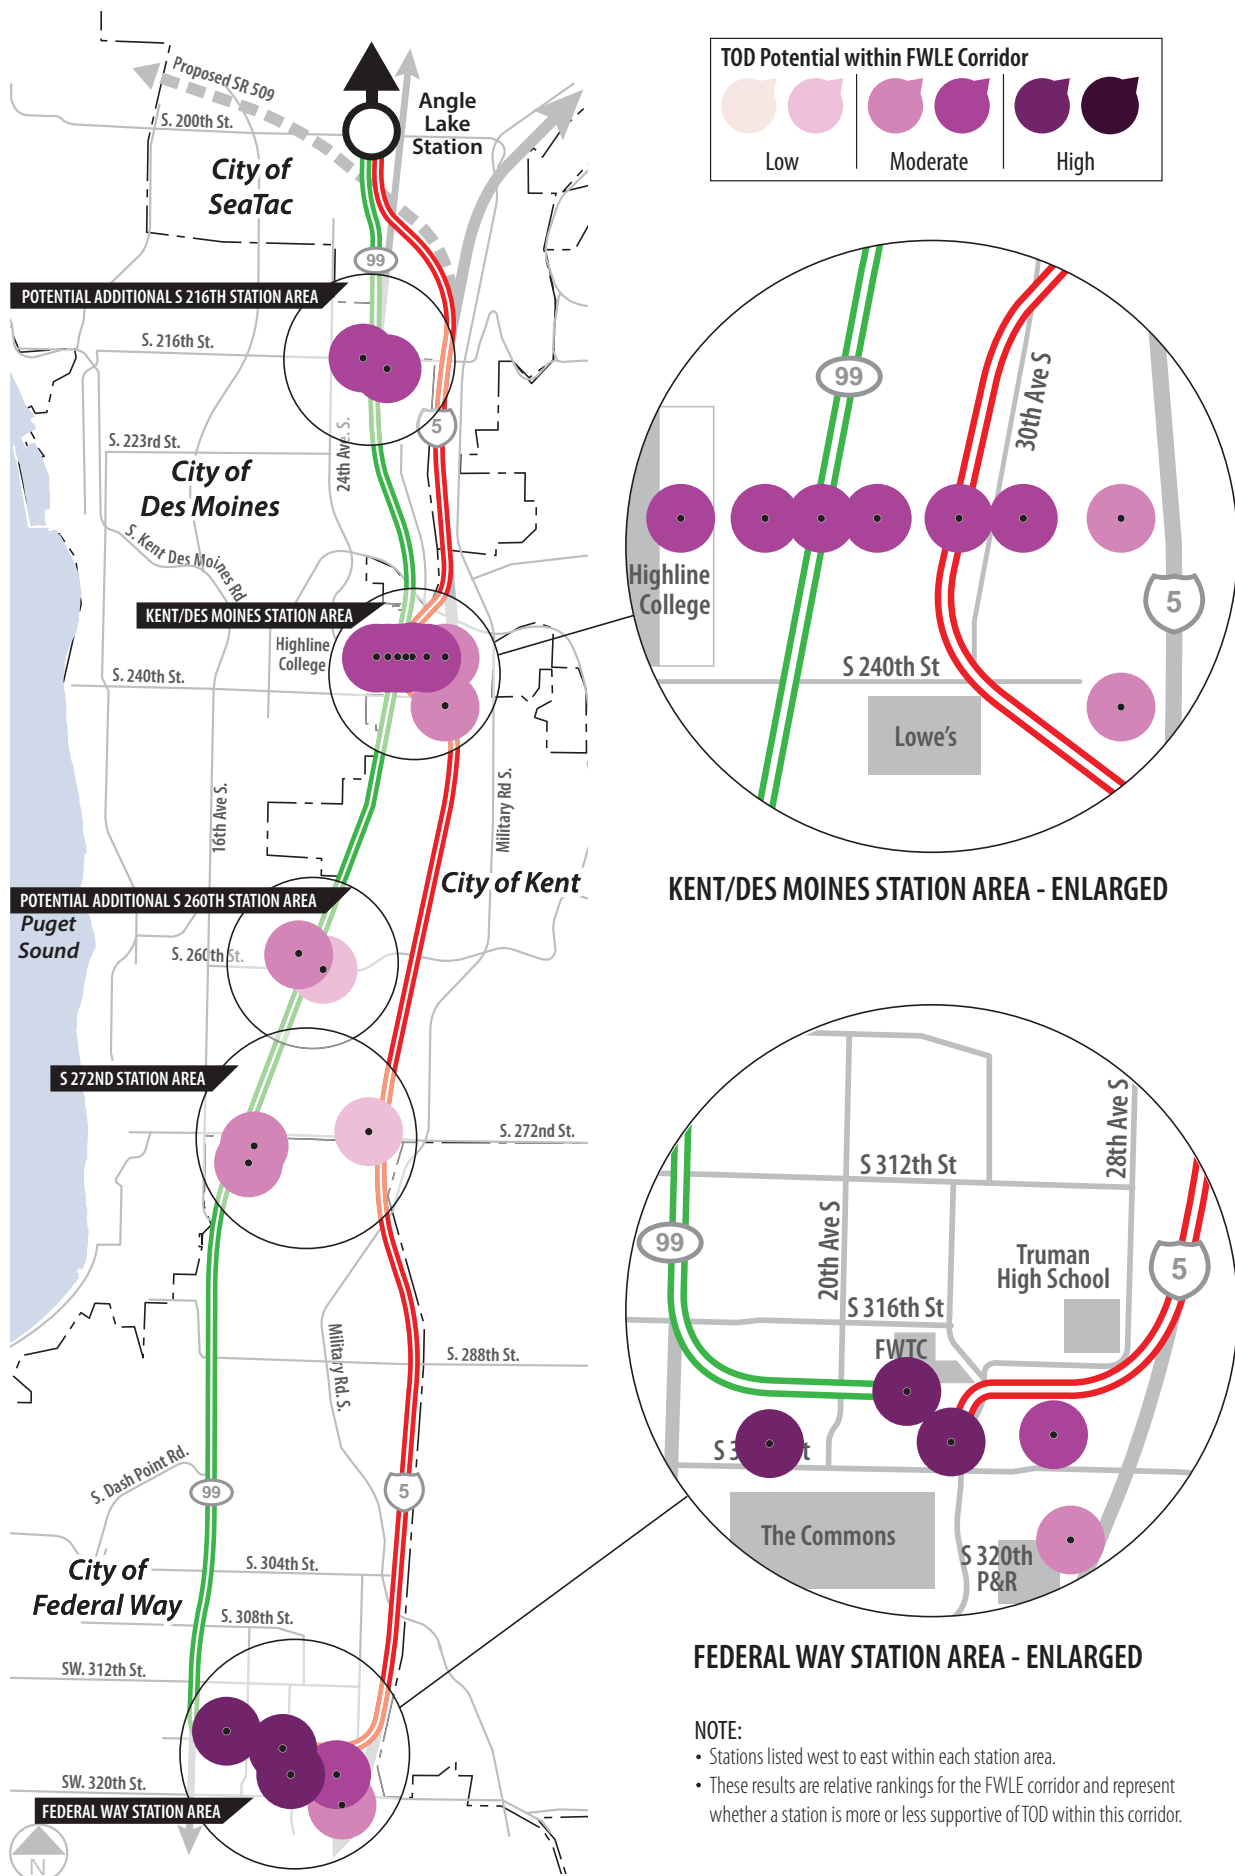 Proposed SR 509
S. 200th St.
Angle
Lake
Station
City of
SeaTac
99
POTENTIAL ADDITIONAL S 216TH STATION AREA
S. 216th St.
5
S. 223rd St.
24th Ave. S.
City of
Des Moines
S. Kent Des Moines Rd
KENT/DES MOINES STATION AREA
Highline
College
S. 240th St.
16th Ave S.
Military Rd S.
City of Kent
POTENTIAL ADDITIONAL S 260TH STATION AREA
Puget
Sound
S. 260th St.
S 272ND STATION AREA
S. 272nd St.
Military Rd. S.
S. 288th St.
S. Dash Point Rd.
99
5
City of
Federal Way
S. 304th St.
S. 308th St.
SW. 312th St.
SW. 320th St.
FEDERAL WAY STATION AREA
N
TOD Potential within FWLE Corridor
Low
Moderate
High
99
30th Ave S
Highline
College
5
S 240th St
Lowe's
KENT/DES MOINES STATION AREA - ENLARGED
28th Ave S
S 312th St
20th Ave S
99
Truman
High School
5
S 316th St
FWTC
The Commons
S 320th
P&R
FEDERAL WAY STATION AREA - ENLARGED
NOTE:
• Stations listed west to east within each station area.
• These results are relative rankings for the FWLE corridor and represent
whether a station is more or less supportive of TOD within this corridor.